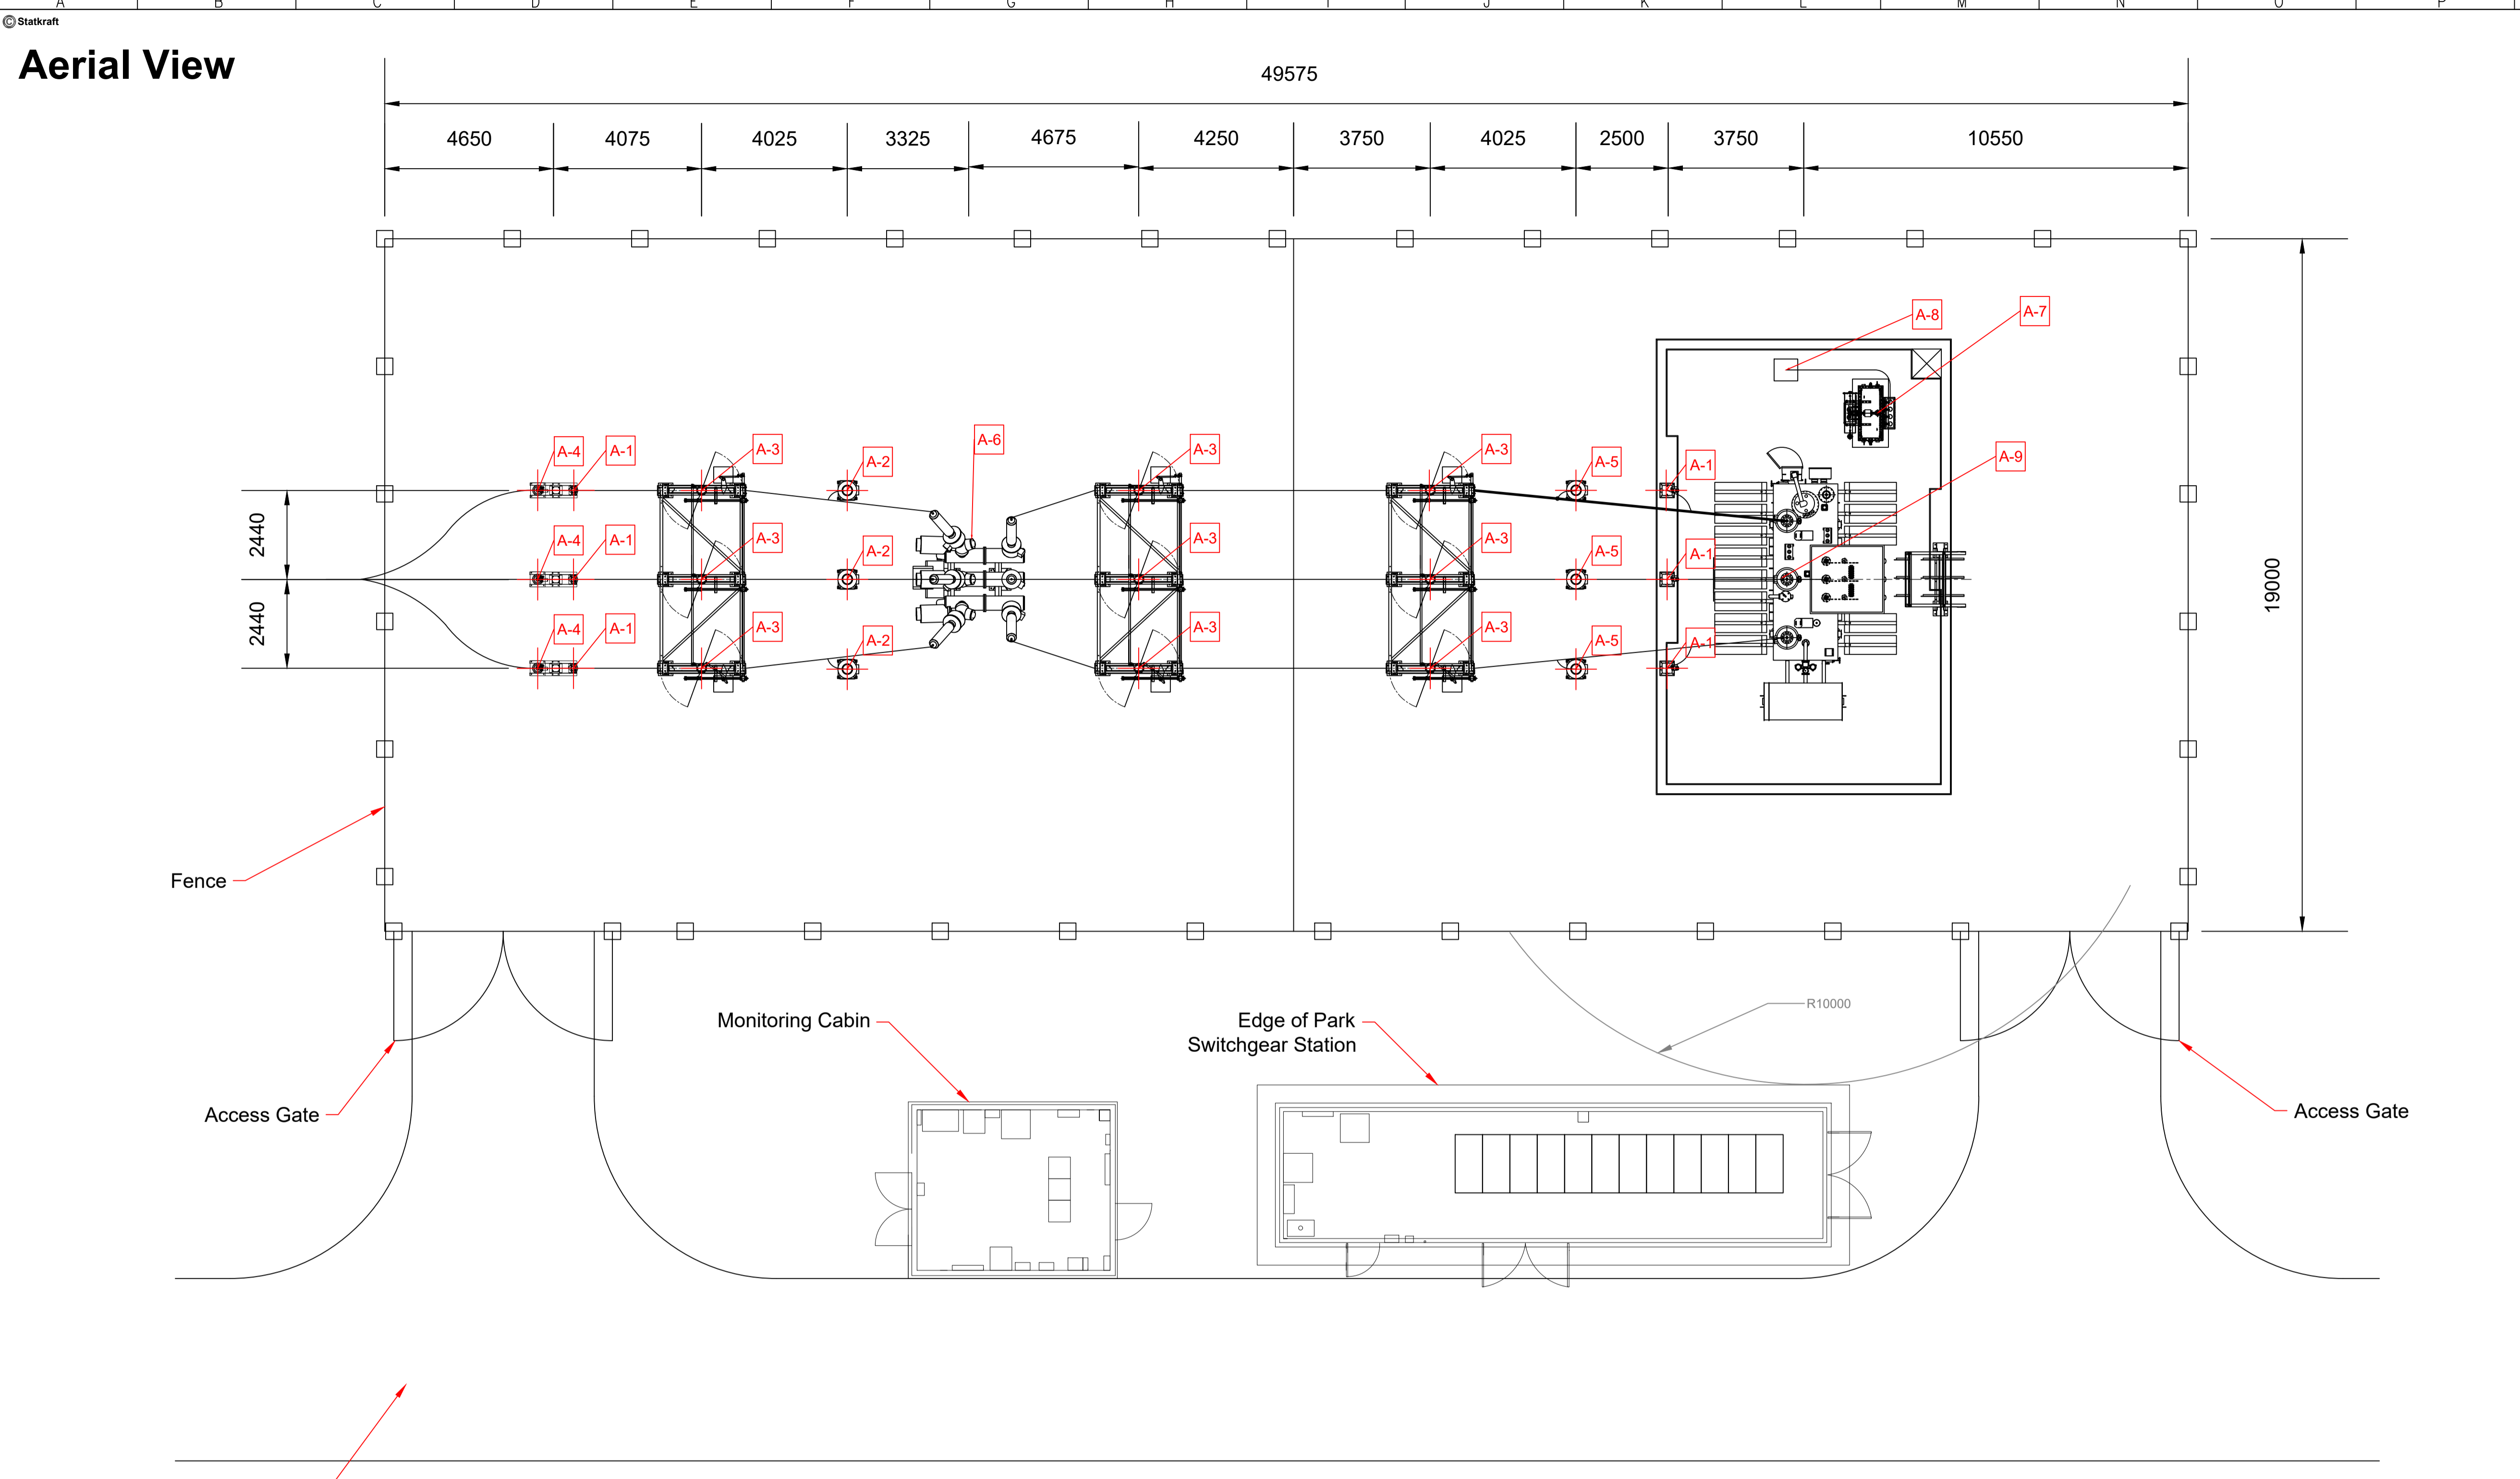 A B C D E F G H I J K L M N O P
© Statkraft
Aerial View
49575
4650 4075 4025 3325 4675 4250 3750 4025 2500 3750 10550
A-8 A-7
A-4 A-1 A-3 A-2 A-6 A-3 A-3 A-5 A-1 A-9
2440
A-4 A-1 A-3 A-2 A-3 A-3 A-5 A-1
19000
2440
A-4 A-1 A-3 A-2 A-3 A-3 A-5 A-1
Fence
R10000
Monitoring Cabin
Edge of Park
Switchgear Station
Access Gate
Access Gate